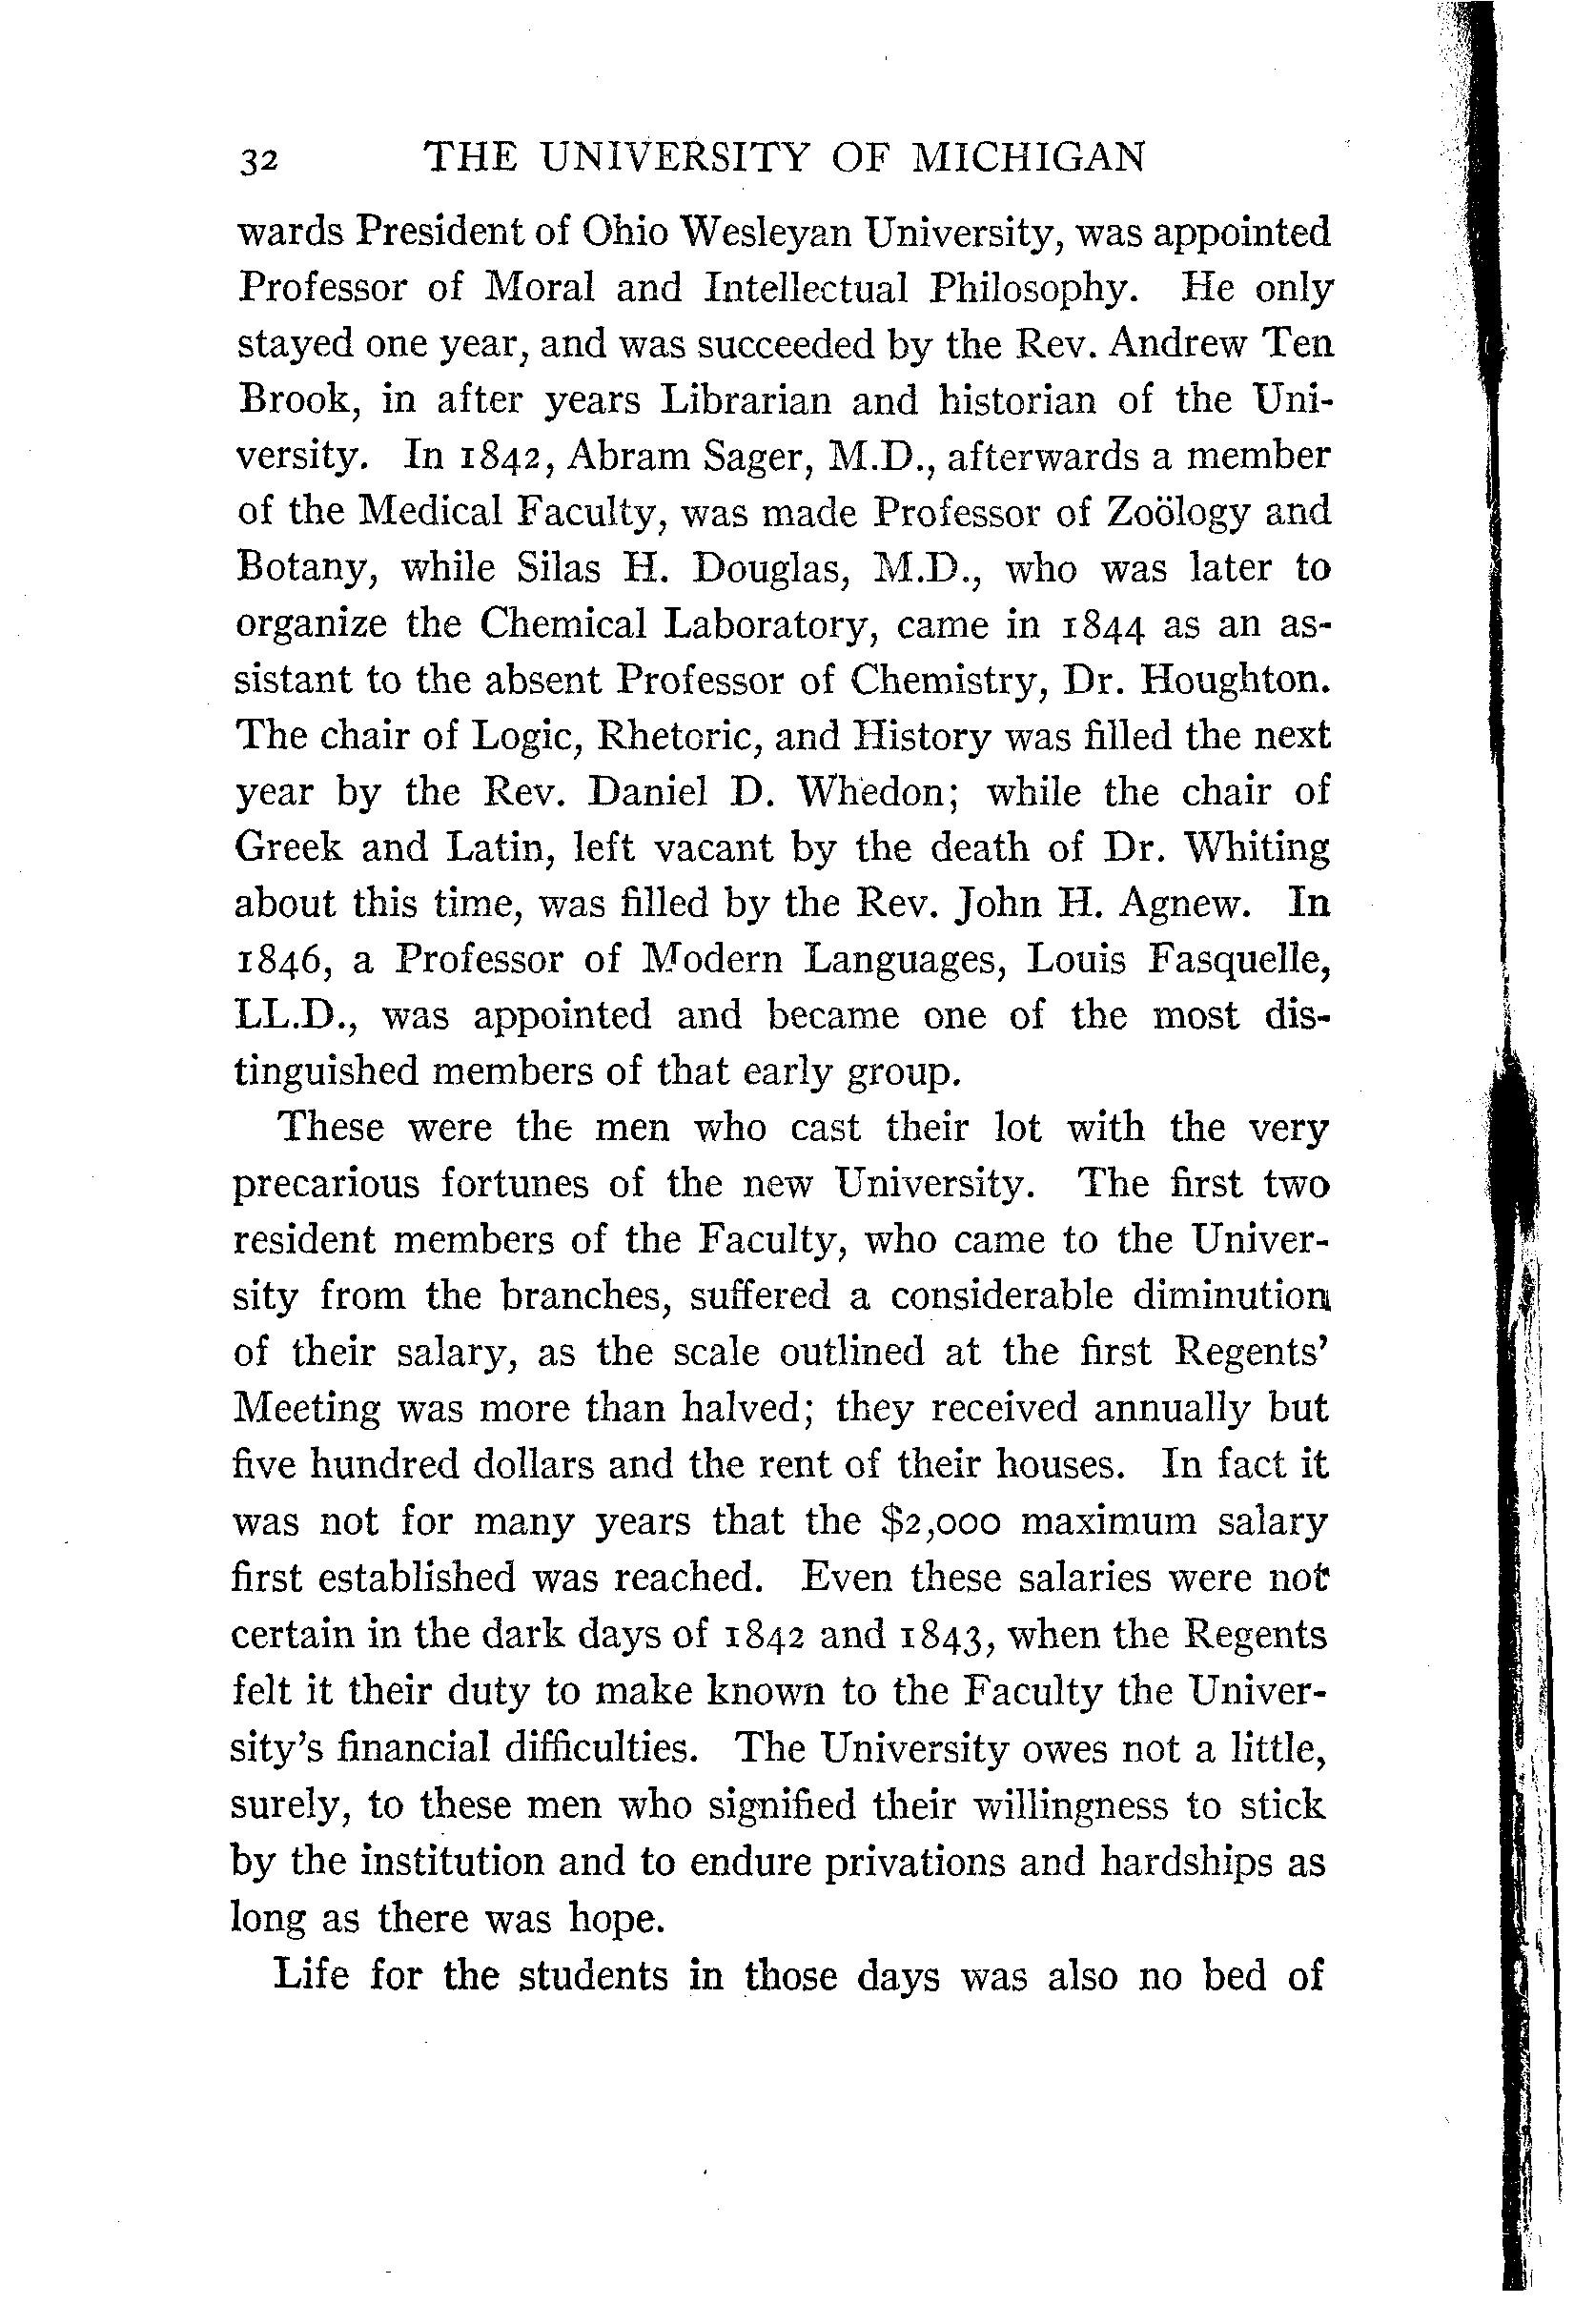 32 THE UNIVERSITY OF MICHIGAN
wards President of Ohio Wesleyan University, was appointed
Professor of Moral and Intellectual Philosophy. He only
stayed one year, and was succeeded by the Rev. Andrew Ten
Brook, in after years Librarian and historian of the Uni-
versity. In 1842, Abram Sager, M.D., afterwards a member
of the Medical Faculty, was made Professor of Zoölogy and
Botany, while Silas H. Douglas, M.D., who was later to
organize the Chemical Laboratory, came in 1844 as an as-
sistant to the absent Professor of Chemistry, Dr. Houghton.
The chair of Logic, Rhetoric, and History was filled the next
year by the Rev. Daniel D. Whedon; while the chair of
Greek and Latin, left vacant by the death of Dr. Whiting
about this time, was filled by the Rev. John H. Agnew. In
1846, a Professor of Modern Languages, Louis Fasquelle,
LL.D., was appointed and became one of the most dis-
tinguished members of that early group.
These were the men who cast their lot with the very
precarious fortunes of the new University. The first two
resident members of the Faculty, who came to the Univer-
sity from the branches, suffered a considerable diminution
of their salary, as the scale outlined at the first Regents'
Meeting was more than halved; they received annually but
five hundred dollars and the rent of their houses. In fact it
was not for many years that the $2,000 maximum salary
first established was reached. Even these salaries were not
certain in the dark days of 1842 and 1843, when the Regents
felt it their duty to make known to the Faculty the Univer-
sity's financial difficulties. The University owes not a little,
surely, to these men who signified their willingness to stick
by the institution and to endure privations and hardships as
long as there was hope.
Life for the students in those days was also no bed of